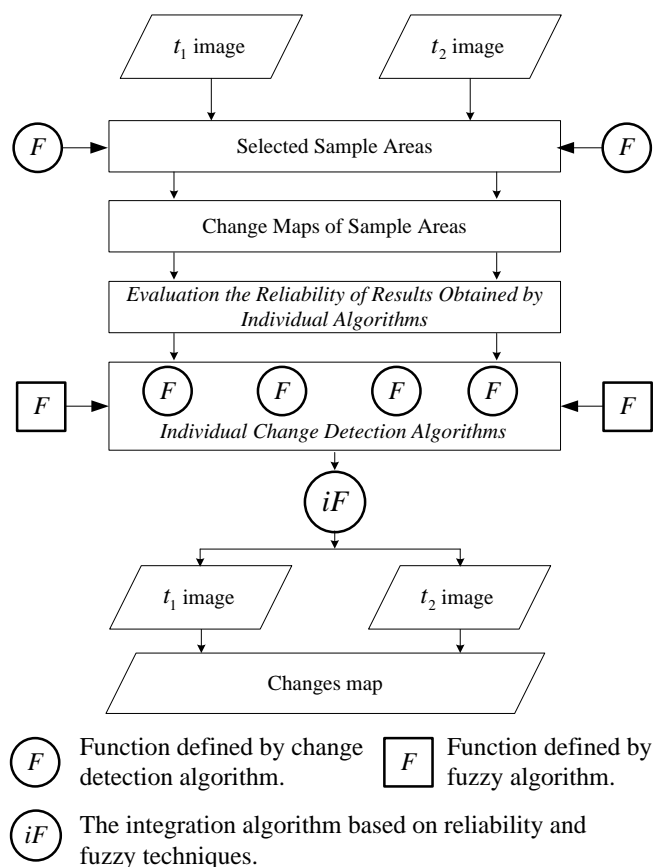 t1 image
t2 image
F
Selected Sample Areas
F
Change Maps of Sample Areas
Evaluation the Reliability of Results Obtained by
Individual Algorithms
F
F
F
F
F
F
Individual Change Detection Algorithms
iF
t1 image
t2 image
Changes map
F
Function defined by change
detection algorithm.
F
Function defined by
fuzzy algorithm.
iF
The integration algorithm based on reliability and
fuzzy techniques.